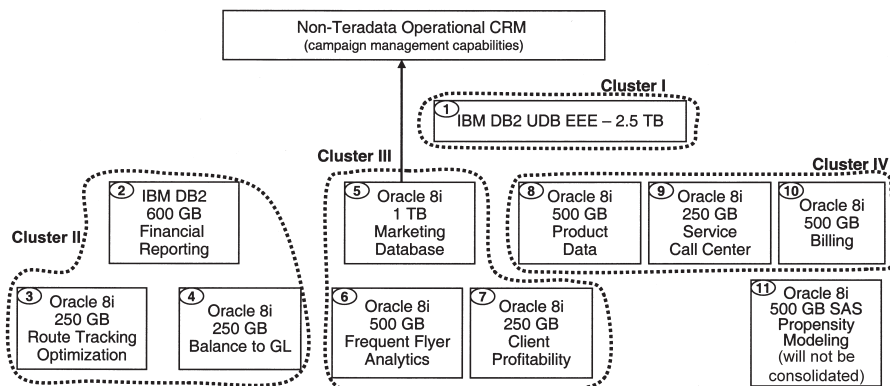 Non-Teradata Operational CRM
(campaign management capabilities)
Cluster I
1
IBM DB2 UDB EEE – 2.5 TB
Cluster II
2
IBM DB2
600 GB
Financial
Reporting
3
Oracle 8i
250 GB
Route Tracking
Optimization
4
Oracle 8i
250 GB
Balance to GL
Cluster III
5
Oracle 8i
1 TB
Marketing
Database
6
Oracle 8i
500 GB
Frequent Flyer
Analytics
7
Oracle 8i
250 GB
Client
Profitability
Cluster IV
8
Oracle 8i
500 GB
Product
Data
9
Oracle 8i
250 GB
Service
Call Center
10
Oracle 8i
500 GB
Billing
11
Oracle 8i
500 GB SAS
Propensity
Modeling
(will not be
consolidated)